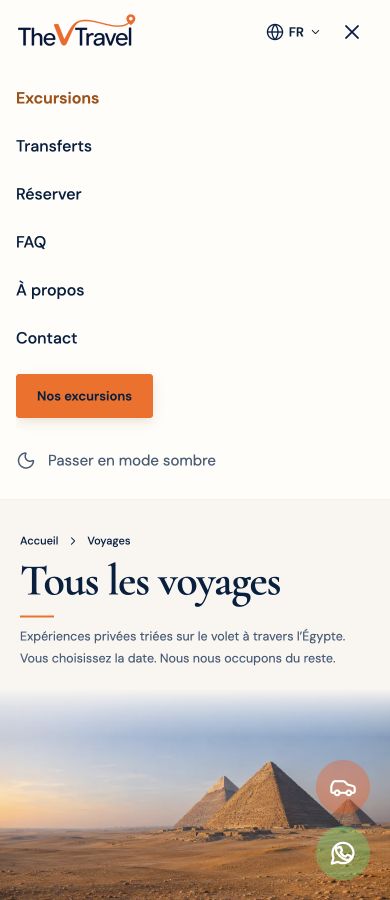 TheVTravel
FR
Excursions
Transferts
Réserver
FAQ
À propos
Contact
Nos excursions
Passer en mode sombre
Accueil > Voyages
Tous les voyages
Expériences privées triées sur le volet à travers l'Égypte.
Vous choisissez la date. Nous nous occupons du reste.